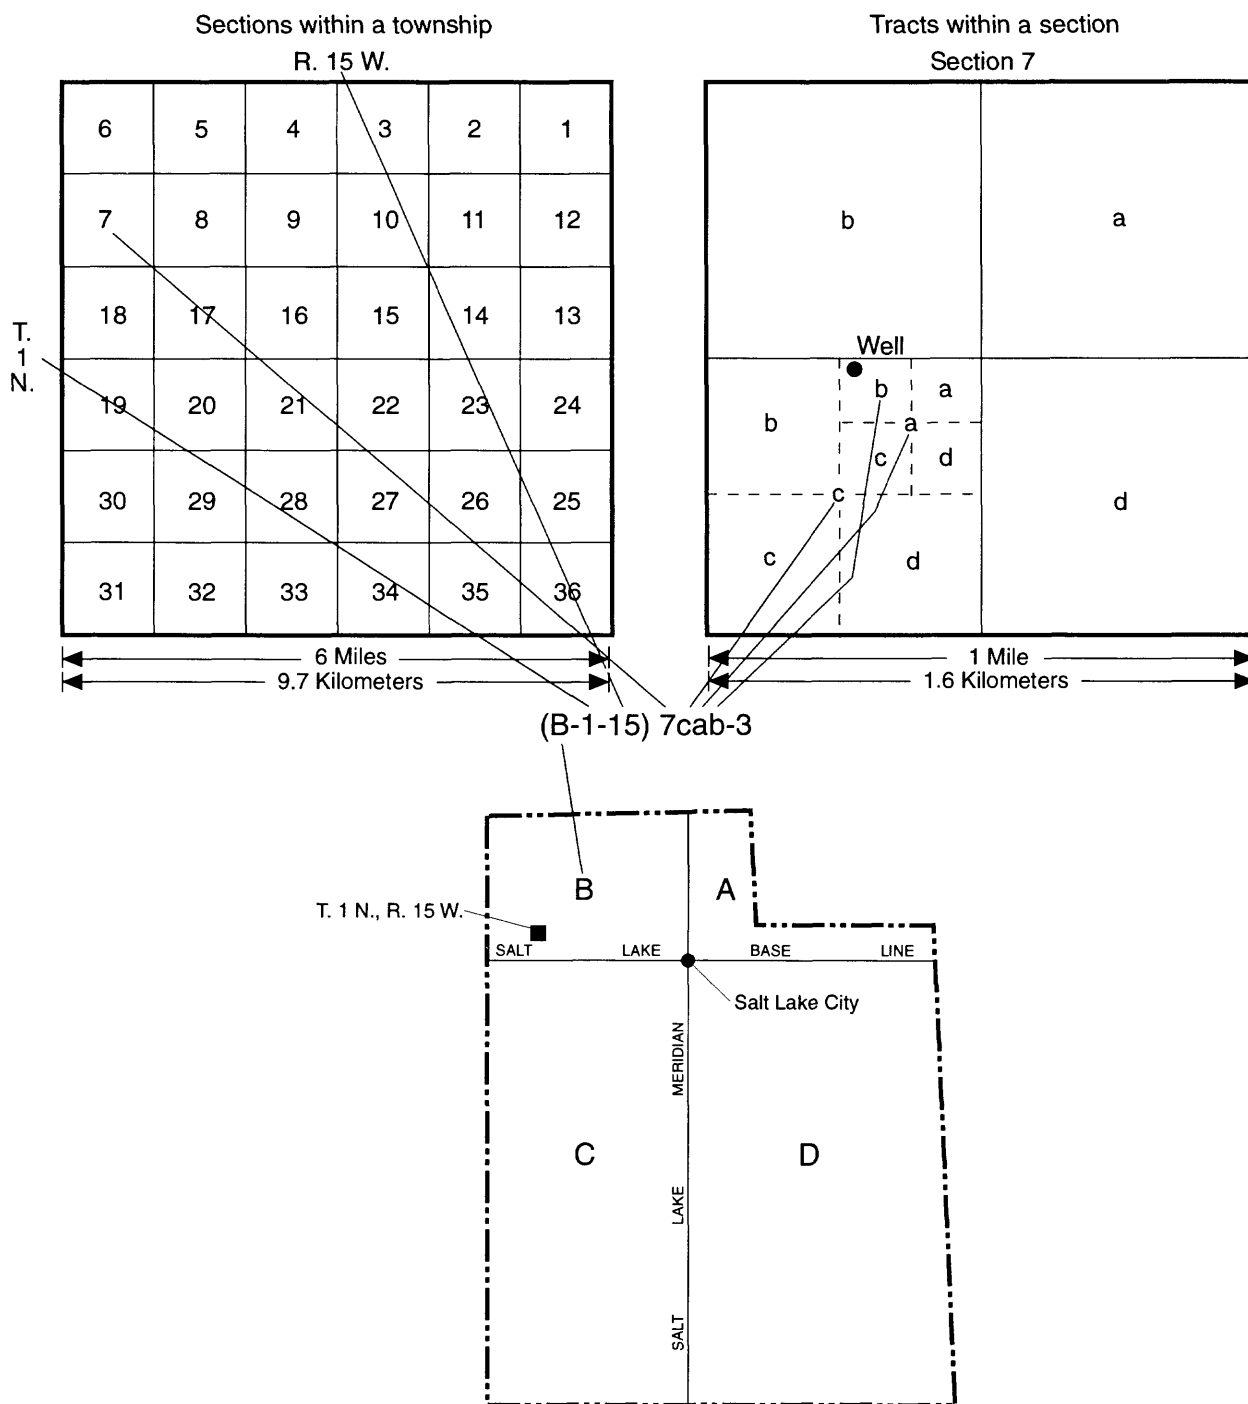 Sections within a township
R. 15 W.
6 5 4 3 2 1
7 8 9 10 11 12
18 17 16 15 14 13
19 20 21 22 23 24
30 29 28 27 26 25
31 32 33 34 35 36
T.
1
N.
6 Miles
9.7 Kilometers
Tracts within a section
Section 7
b a
Well
b b a
a
c d
c d
c d
1 Mile
1.6 Kilometers
(B-1-15) 7cab-3
B A
T. 1 N., R. 15 W.
SALT LAKE BASE LINE
Salt Lake City
C D
SALT LAKE MERIDIAN